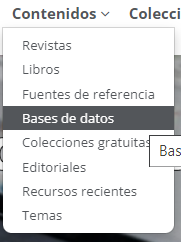 Contenidos Colecci
Revistas
Libros
Fuentes de referencia
Bases de datos
Colecciones gratuitas
Bas
Editoriales
Recursos recientes
Temas